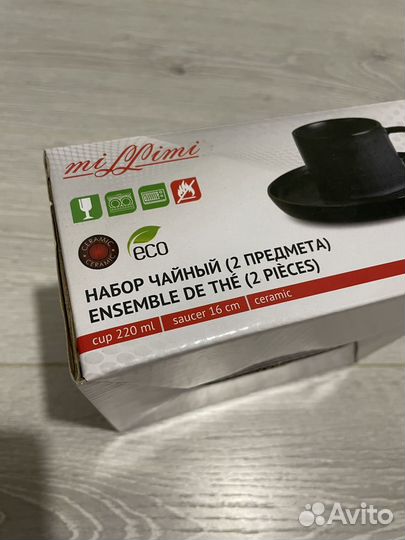 millimi
CERAMIC
CERAMIC
eco
НАБОР ЧАЙНЫЙ (2 ПРЕДМЕТА)
ENSEMBLE DE THÉ (2 PIÈCES)
cup 220 ml | saucer 16 cm | ceramic
Avito